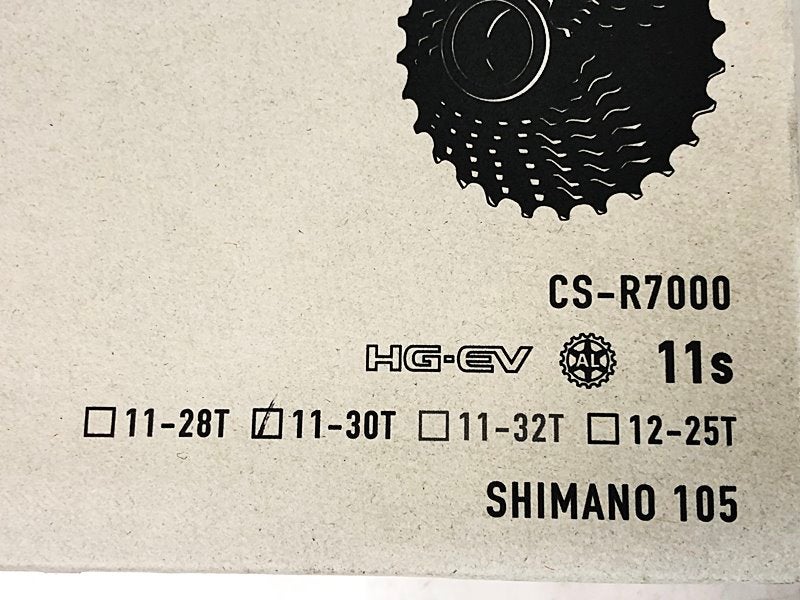 CS-R7000
HG-EV AL 11s
☐ 11-28T ☑ 11-30T ☐ 11-32T ☐ 12-25T
SHIMANO 105